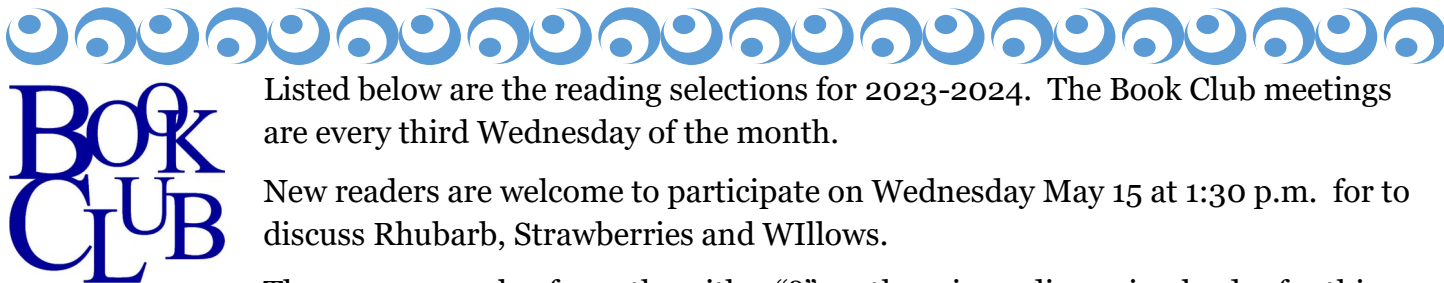 BOOK
CLUB
Listed below are the reading selections for 2023-2024. The Book Club meetings
are every third Wednesday of the month.
New readers are welcome to participate on Wednesday May 15 at 1:30 p.m. for to
discuss Rhubarb, Strawberries and WIllows.